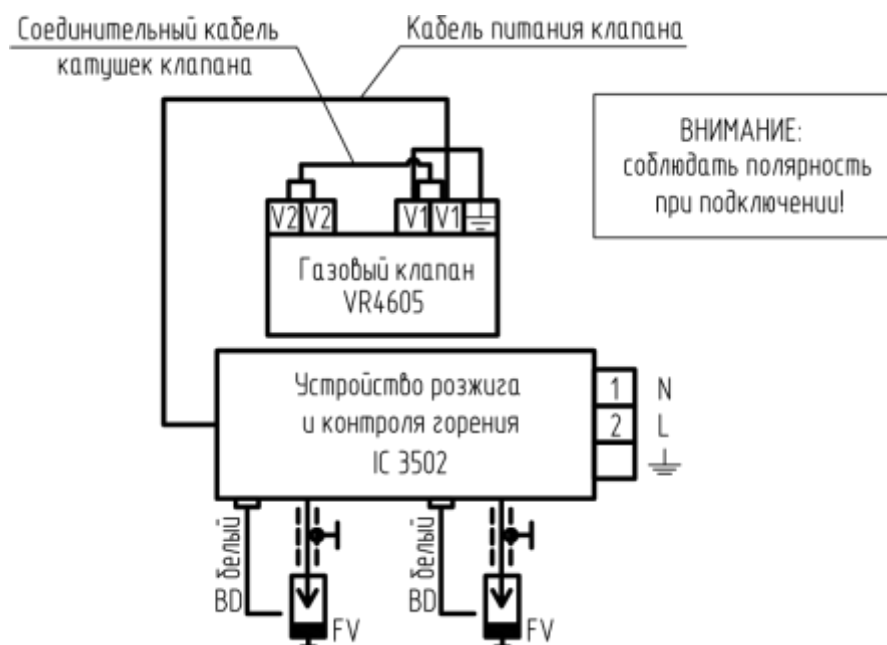 Соединительный кабель
катушек клапана
Кабель питания клапана
ВНИМАНИЕ:
соблюдать полярность
при подключении!
V2 V2 V1 V1
Газовый клапан
VR4605
Устройство розжига
и контроля горения
IC 3502
1 N
2 L
BD белый
FV
BD белый
FV